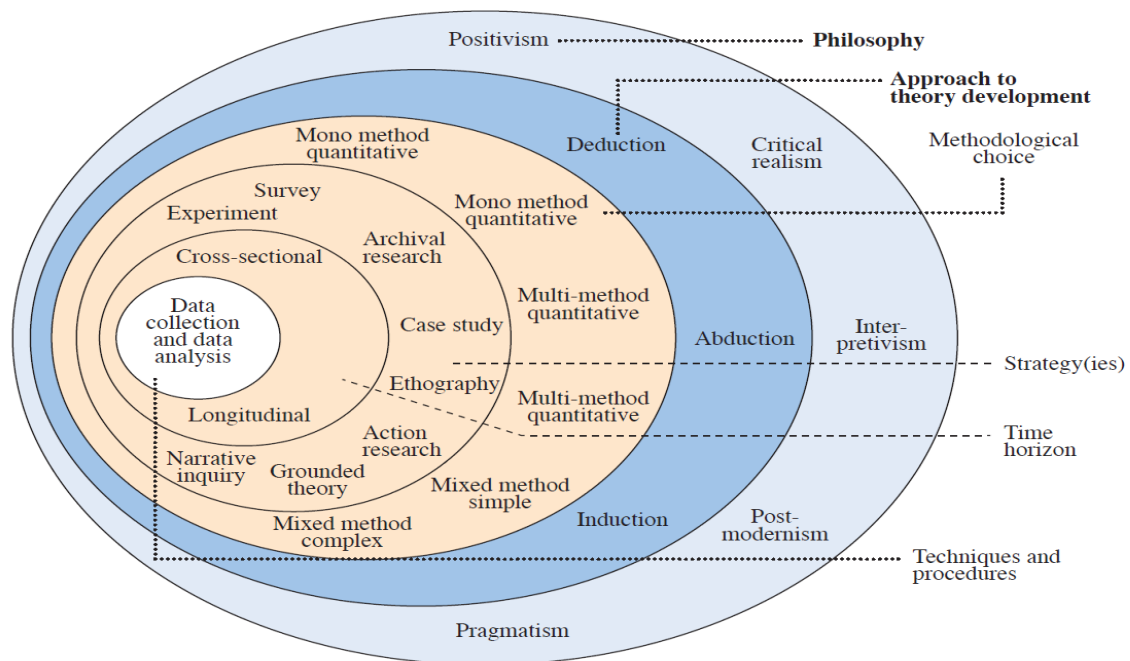 Positivism
Philosophy
Approach to
theory development
Mono method
quantitative
Deduction
Critical
realism
Methodological
choice
Survey
Experiment
Mono method
quantitative
Archival
research
Cross-sectional
Data
collection
and data
analysis
Multi-method
quantitative
Case study
Abduction
Inter-
pretivism
Strategy(ies)
Ethography
Multi-method
quantitative
Longitudinal
Action
research
Time
horizon
Narrative
inquiry
Grounded
theory
Mixed method
simple
Mixed method
complex
Induction
Post-
modernism
Techniques and
procedures
Pragmatism